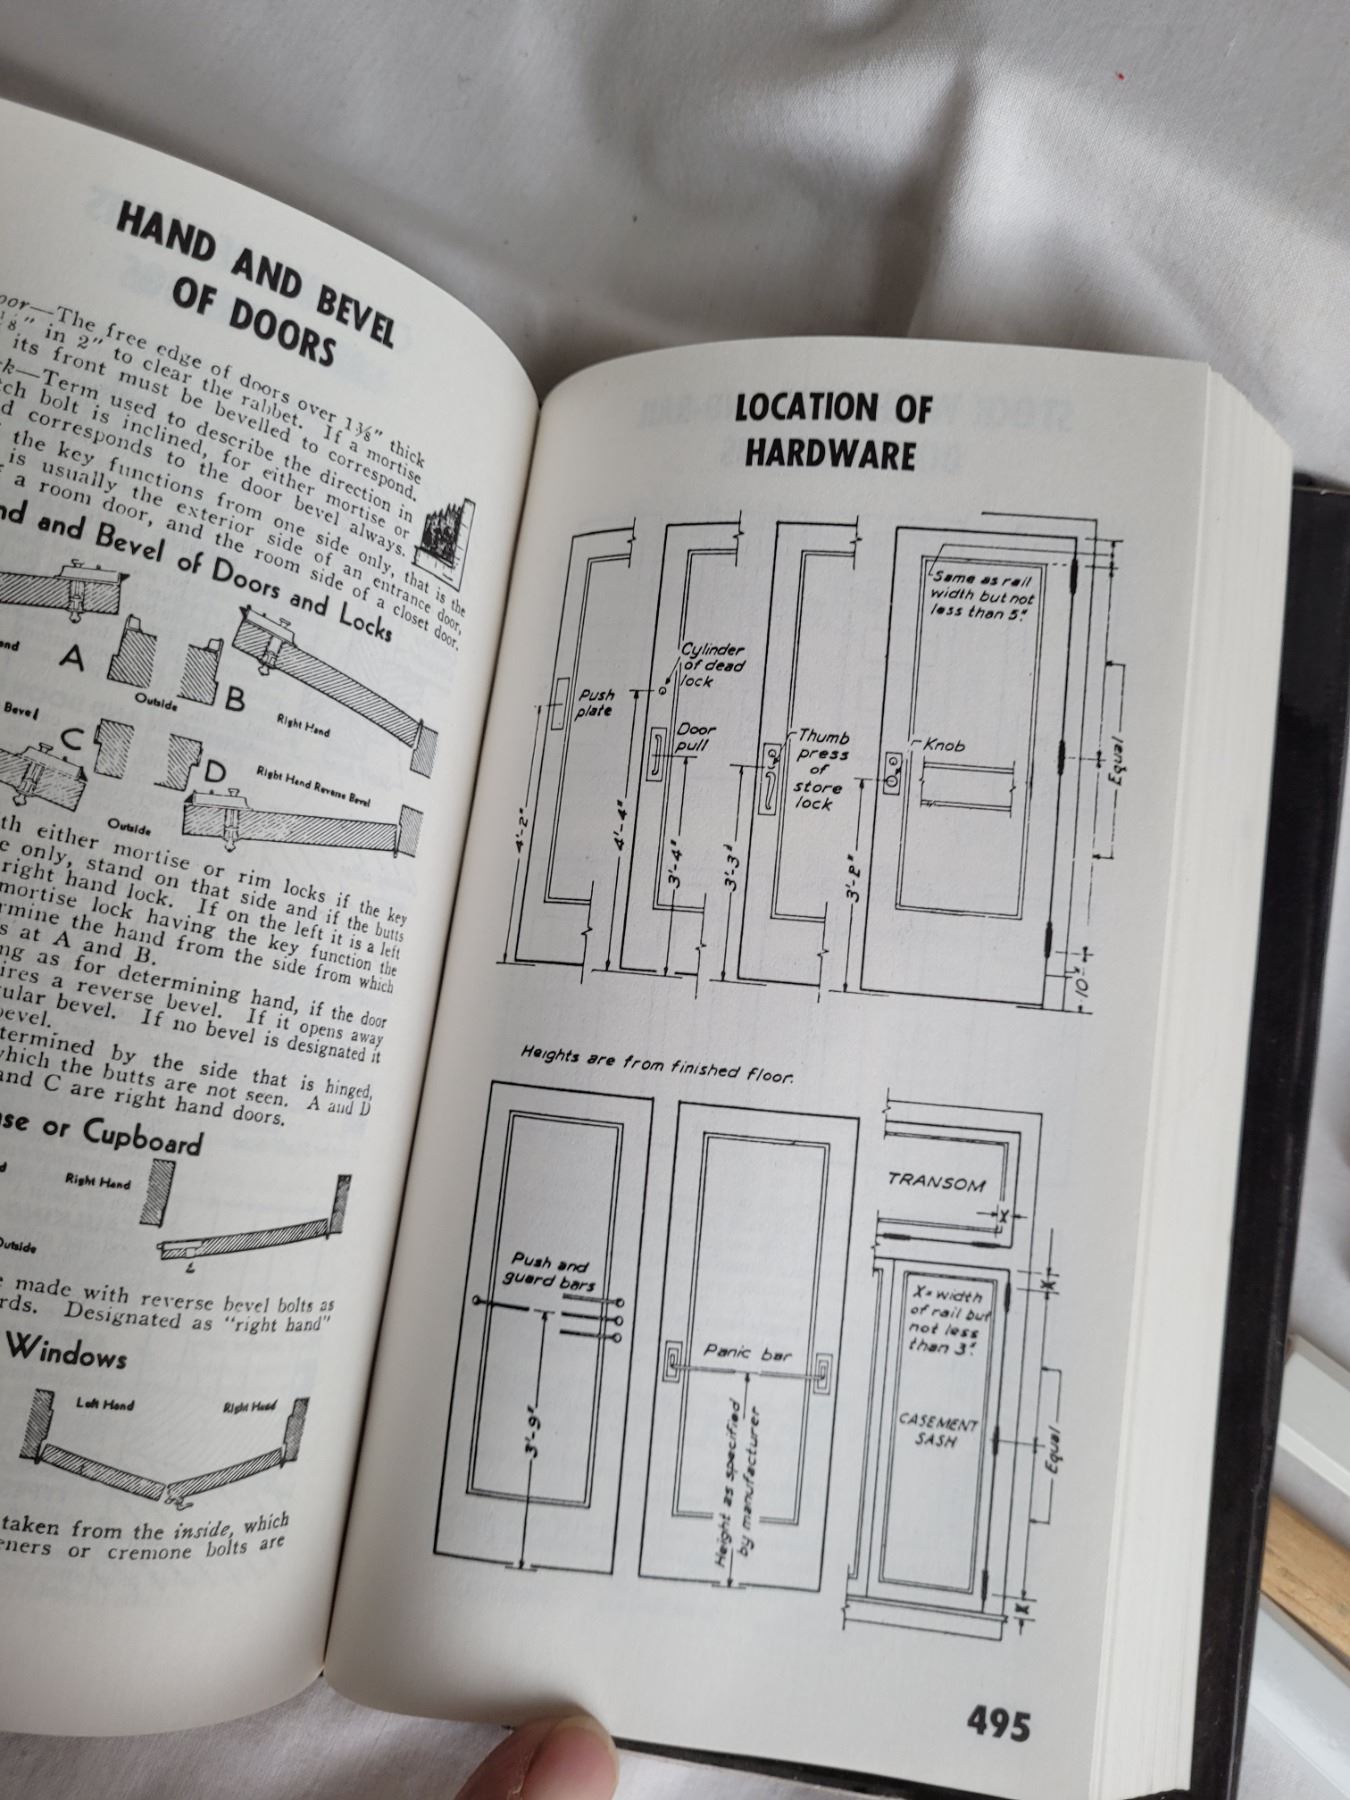 HAND AND BEVEL
OF DOORS
oor—The free edge of doors over 1⅜" thick
⅛" in 2" to clear the rabbet. If a mortise
its front must be bevelled to correspond.
ck—Term used to describe the direction in
tch bolt is inclined, for either mortise or
d corresponds to the door bevel always.
the key functions from one side only, that is the
is usually the exterior side of an entrance door,
a room door, and the room side of a closet door.
nd and Bevel of Doors and Locks
and
A
Outside
B
Right Hand
Bevel
C
D
Right Hand Reverse Bevel
Outside
th either mortise or rim locks if the key
e only, stand on that side and if the butts
right hand lock. If on the left it is a left
mortise lock having the key function the
rmine the hand from the side from which
s at A and B.
ng as for determining hand, if the door
ires a reverse bevel. If it opens away
gular bevel. If no bevel is designated it
bevel.
termined by the side that is hinged,
which the butts are not seen. A and D
and C are right hand doors.
ase or Cupboard
d
Right Hand
Outside
e made with reverse bevel bolts as
rds. Designated as "right hand"
Windows
Left Hand
Right Hand
taken from the inside, which
eners or cremone bolts are
LOCATION OF
HARDWARE
Same as rail
width but not
less than 5".
Cylinder
of dead
lock
Push
plate
Door
pull
Thumb
press
of
store
lock
Knob
Equal
4'-2"
4'-4"
3'-4"
3'-3"
3'-2"
10"
Heights are from finished floor.
TRANSOM
X
Push and
guard bars
X
X=width
of rail but
not less
than 3".
Panic bar
CASEMENT
SASH
Equal
3'-9"
Height as specified
by manufacturer
X
495